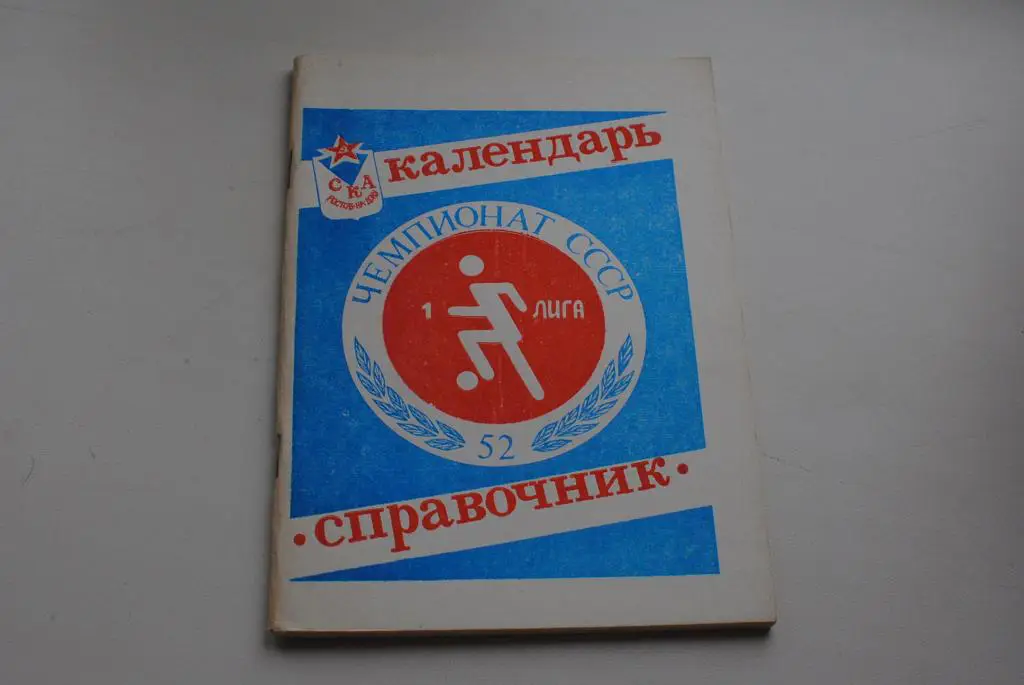 календарь
СКА
РОСТОВ-НА-ДОНУ
ЧЕМПИОНАТ СССР
1 ЛИГА
52
• справочник •